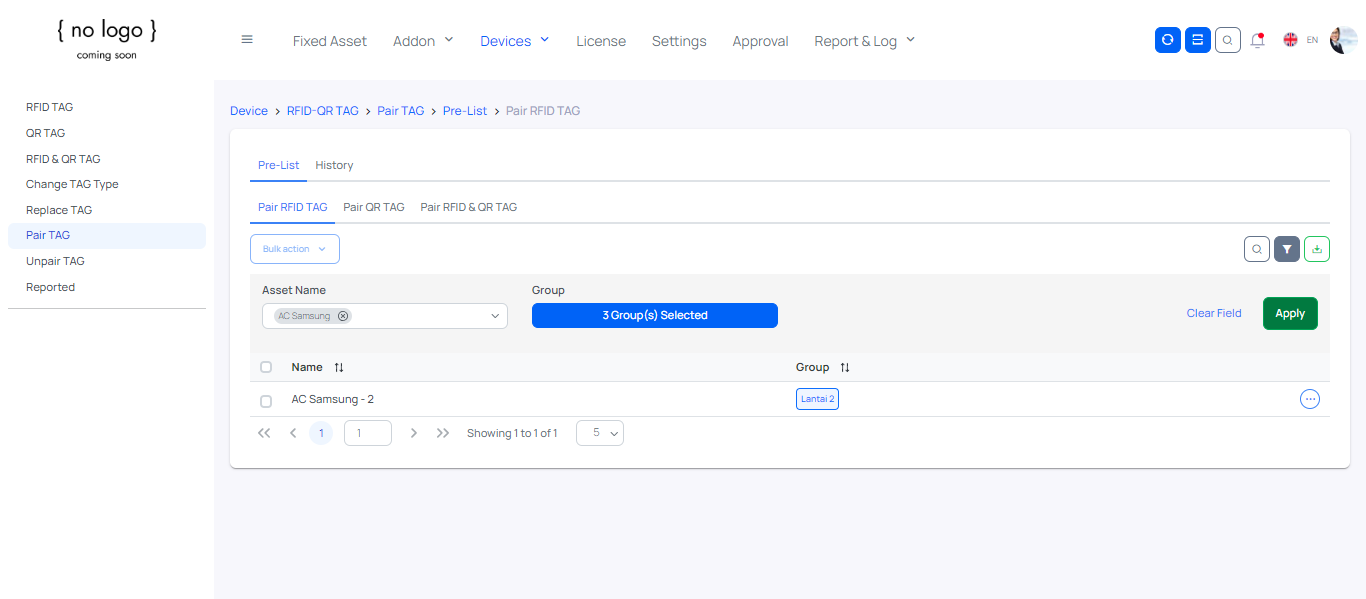 { no logo }
coming soon
Fixed Asset Addon Devices License Settings Approval Report & Log EN
RFID TAG
QR TAG
RFID & QR TAG
Change TAG Type
Replace TAG
Pair TAG
Unpair TAG
Reported
Device > RFID-QR TAG > Pair TAG > Pre-List > Pair RFID TAG
Pre-List History
Pair RFID TAG Pair QR TAG Pair RFID & QR TAG
Bulk action
Asset Name Group
AC Samsung 3 Group(s) Selected Clear Field Apply
Name Group
AC Samsung - 2 Lantai 2
1 1 Showing 1 to 1 of 1 5